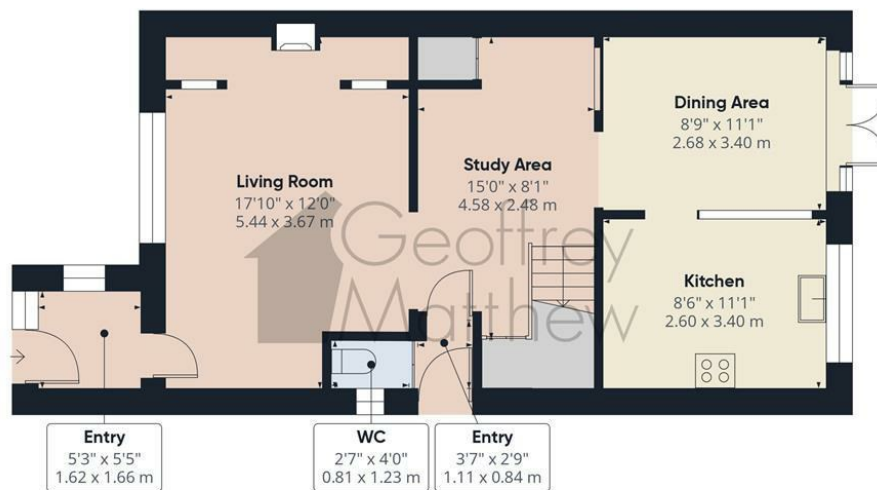 Living Room
17'10" x 12'0"
5.44 x 3.67 m
Study Area
15'0" x 8'1"
4.58 x 2.48 m
Dining Area
8'9" x 11'1"
2.68 x 3.40 m
Kitchen
8'6" x 11'1"
2.60 x 3.40 m
Geoffrey
Matthew
Entry
5'3" x 5'5"
1.62 x 1.66 m
WC
2'7" x 4'0"
0.81 x 1.23 m
Entry
3'7" x 2'9"
1.11 x 0.84 m